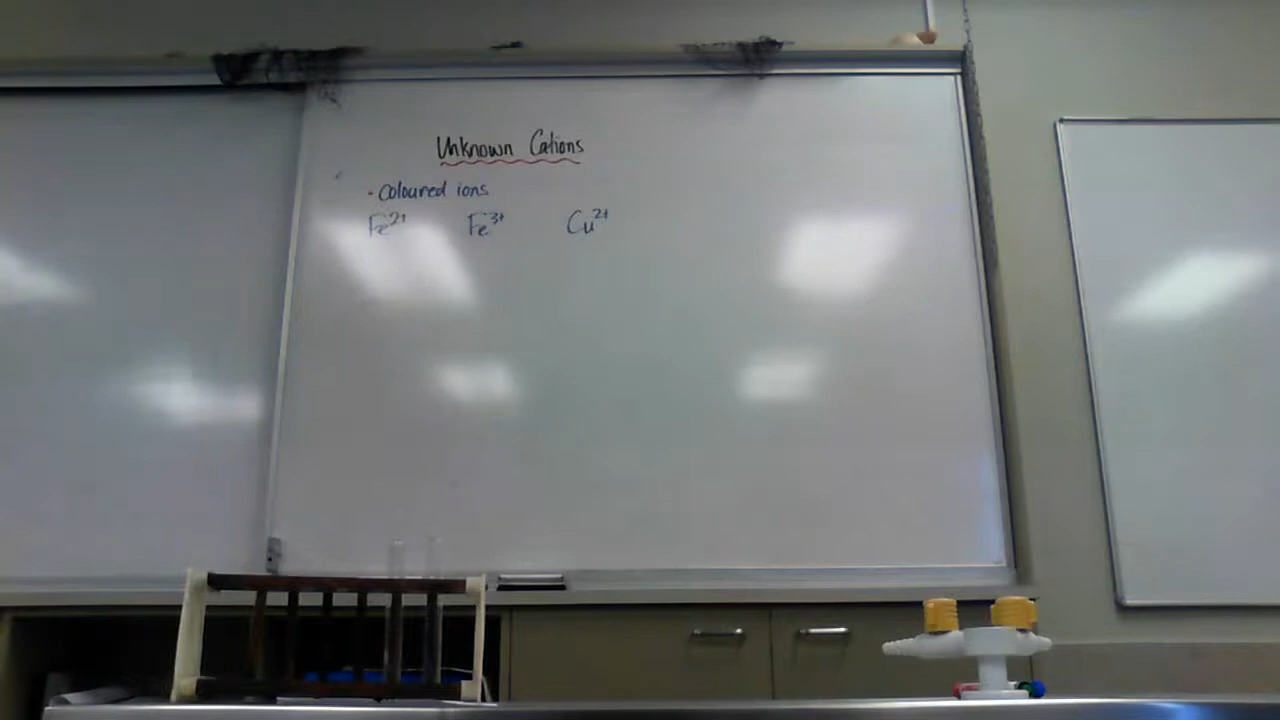 Unknown Cations
• Coloured ions
Fe²⁺ Fe³⁺ Cu²⁺